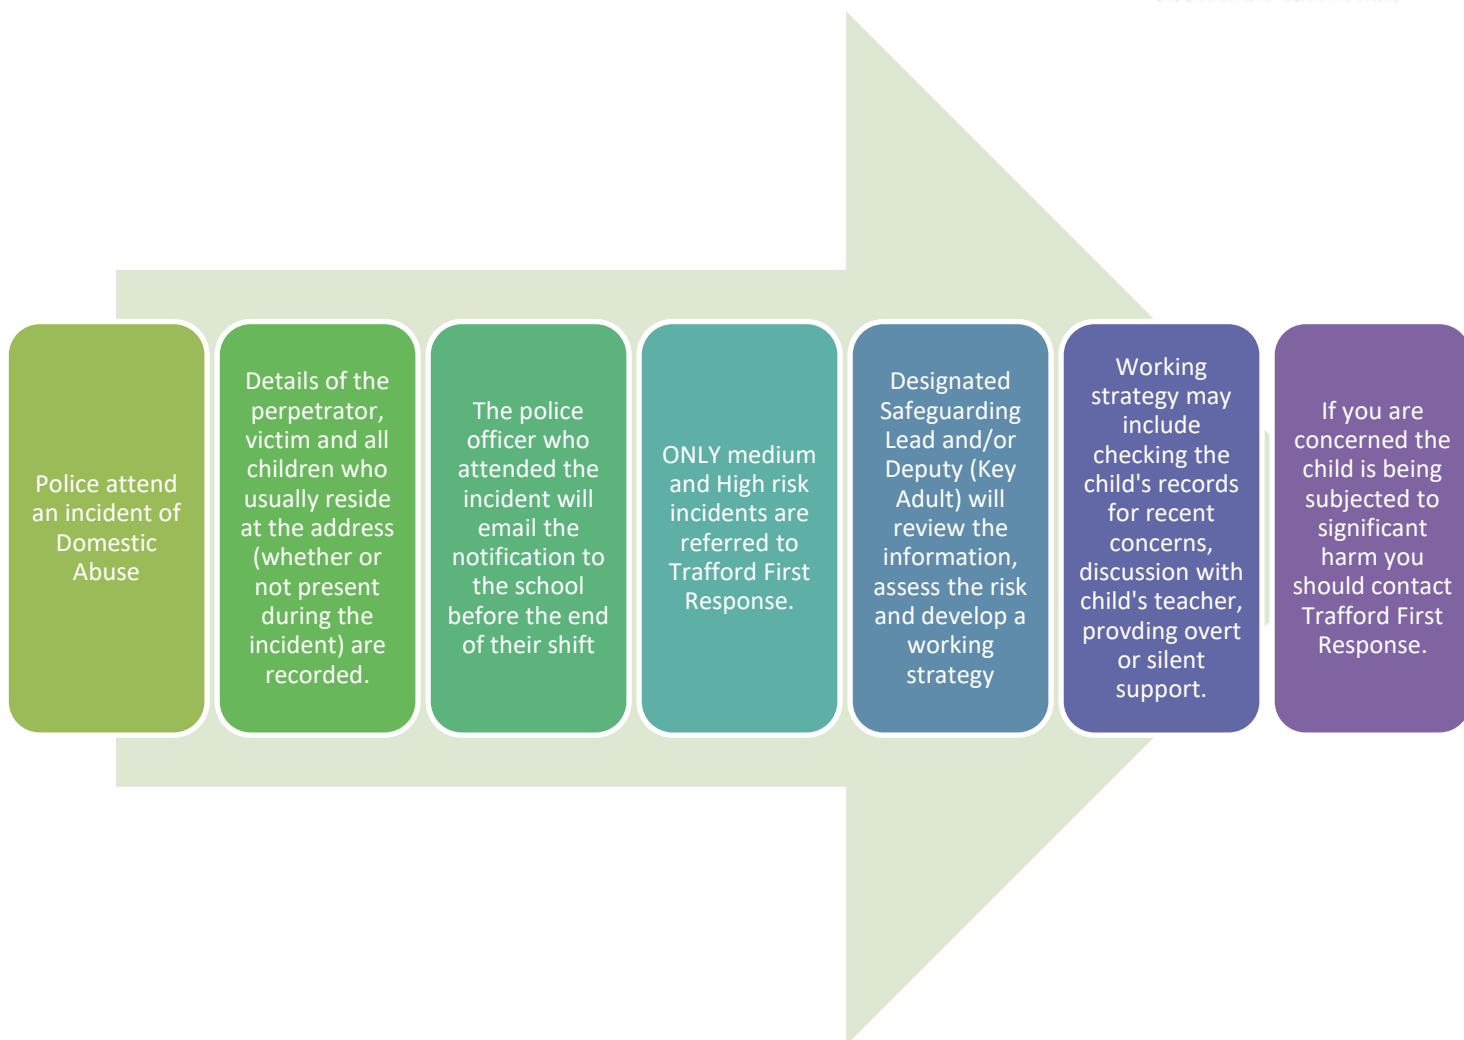 Police attend
an incident of
Domestic
Abuse
Details of the
perpetrator,
victim and all
children who
usually reside
at the address
(whether or
not present
during the
incident) are
recorded.
The police
officer who
attended the
incident will
email the
notification to
the school
before the end
of their shift
ONLY medium
and High risk
incidents are
referred to
Trafford First
Response.
Designated
Safeguarding
Lead and/or
Deputy (Key
Adult) will
review the
information,
assess the risk
and develop a
working
strategy
Working
strategy may
include
checking the
child's records
for recent
concerns,
discussion with
child's teacher,
provding overt
or silent
support.
If you are
concerned the
child is being
subjected to
significant
harm you
should contact
Trafford First
Response.